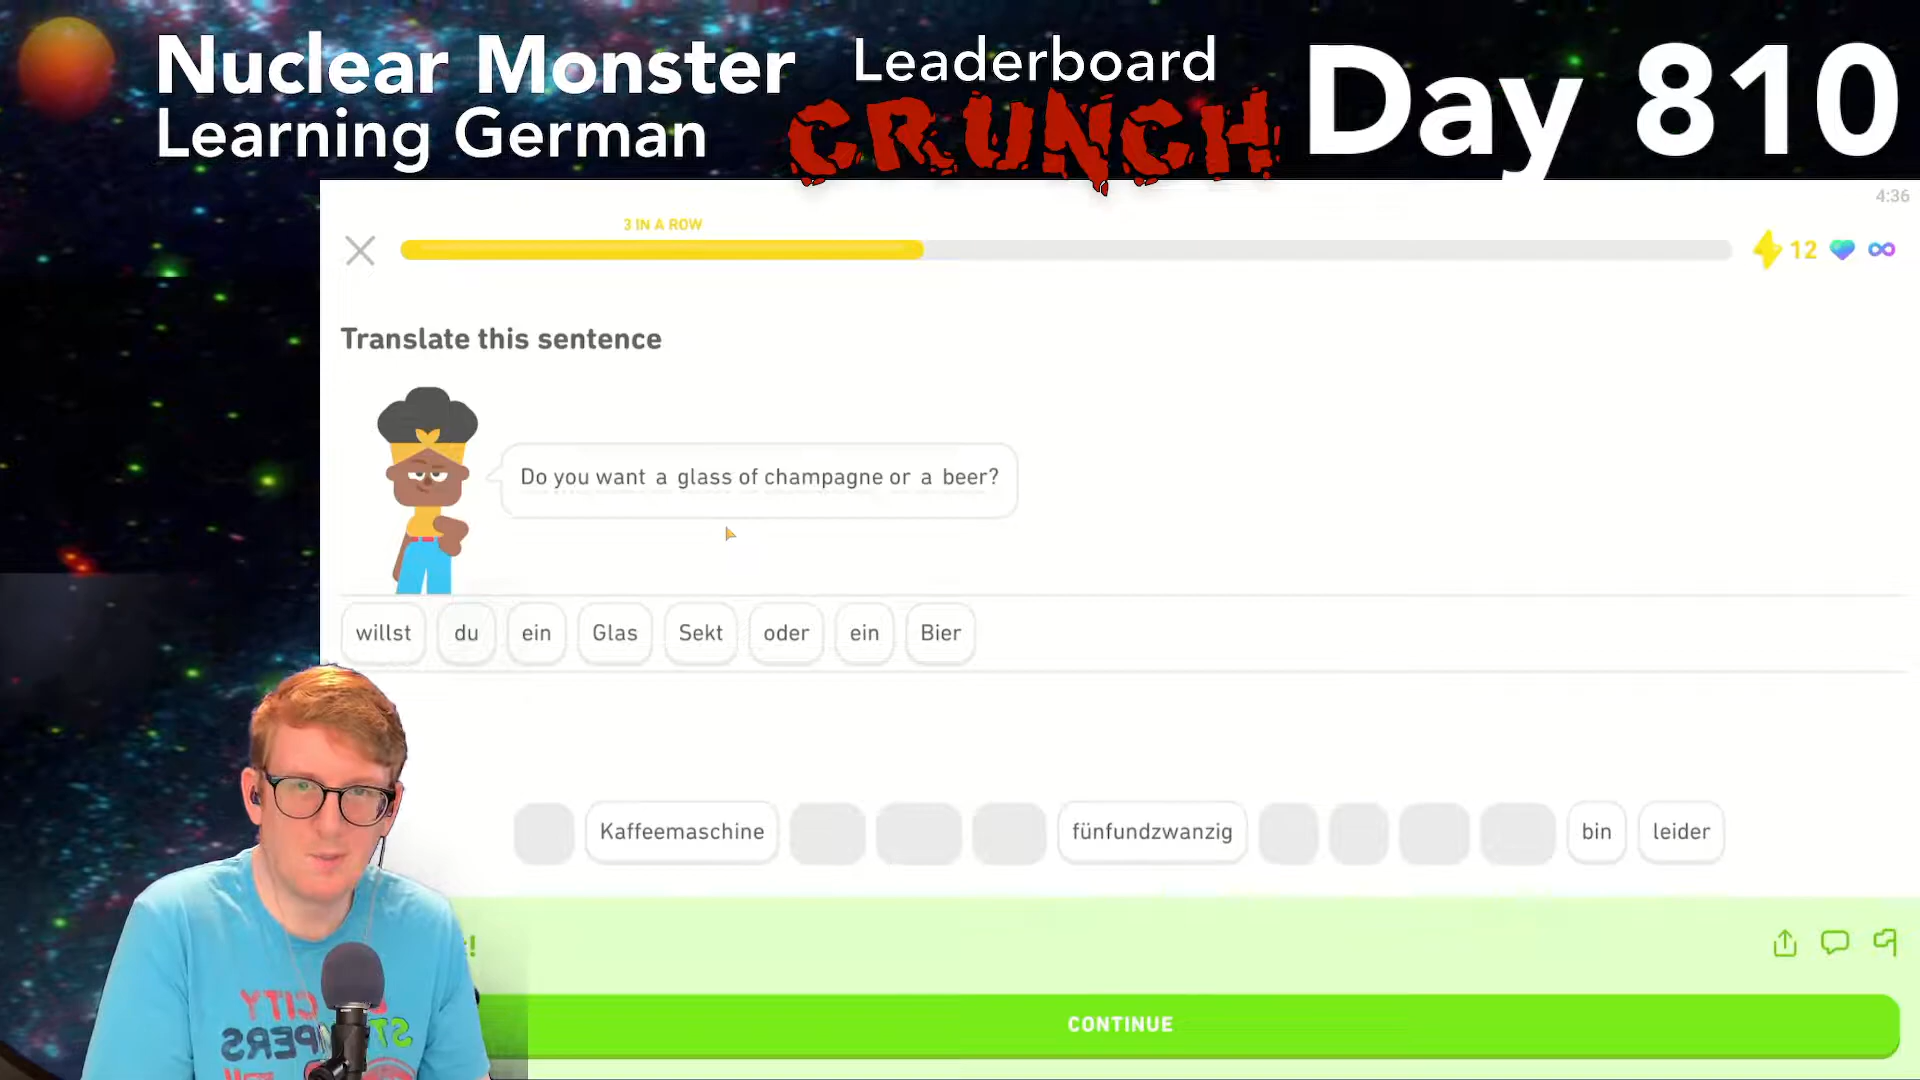 Nuclear Monster
Learning German
Leaderboard
CRUNCH
Day 810
4:36
3 IN A ROW
12
Translate this sentence
Do you want a glass of champagne or a beer?
willst du ein Glas Sekt oder ein Bier
Kaffeemaschine fünfundzwanzig bin leider
CITY
CONTINUE